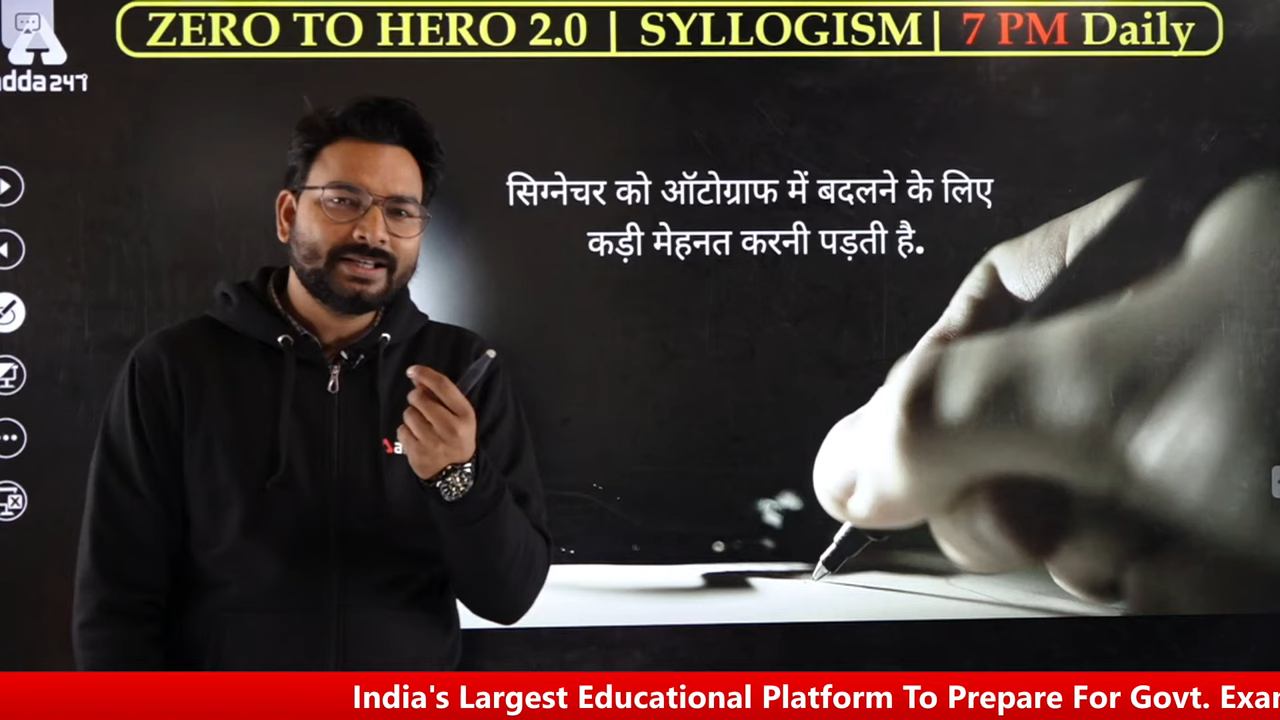 ZERO TO HERO 2.0 | SYLLOGISM | 7 PM Daily
adda247
सिग्नेचर को ऑटोग्राफ में बदलने के लिए
कड़ी मेहनत करनी पड़ती है.
India's Largest Educational Platform To Prepare For Govt. Exam